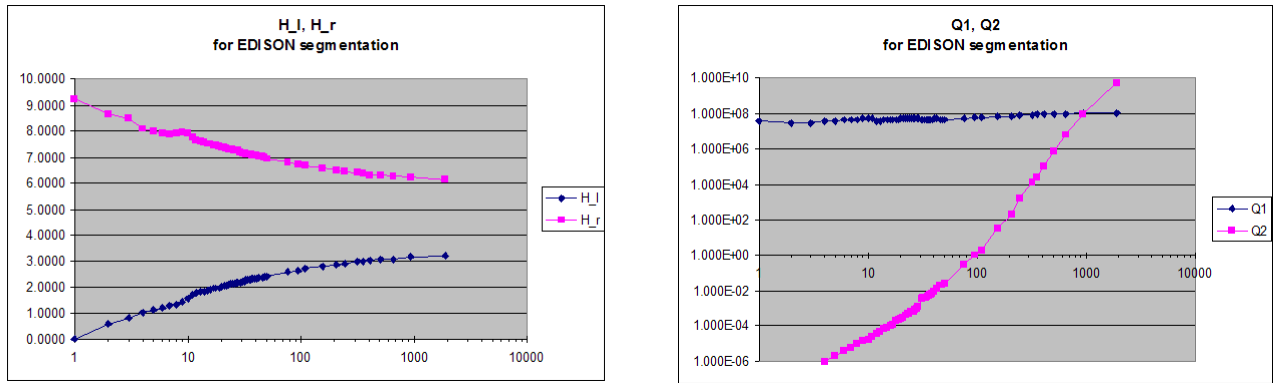 H_l, H_r
for EDISON segmentation
10.0000
9.0000
8.0000
7.0000
6.0000
5.0000
4.0000
3.0000
2.0000
1.0000
0.0000
1 10 100 1000 10000
H_l
H_r
Q1, Q2
for EDISON segmentation
1.000E+10
1.000E+08
1.000E+06
1.000E+04
1.000E+02
1.000E+00
1.000E-02
1.000E-04
1.000E-06
1 10 100 1000 10000
Q1
Q2